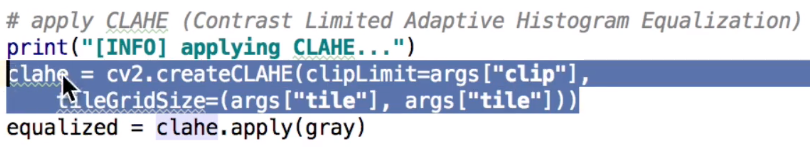 # apply CLAHE (Contrast Limited Adaptive Histogram Equalization)
print("[INFO] applying CLAHE...")
clahe = cv2.createCLAHE(clipLimit=args["clip"],
    tileGridSize=(args["tile"], args["tile"]))
equalized = clahe.apply(gray)